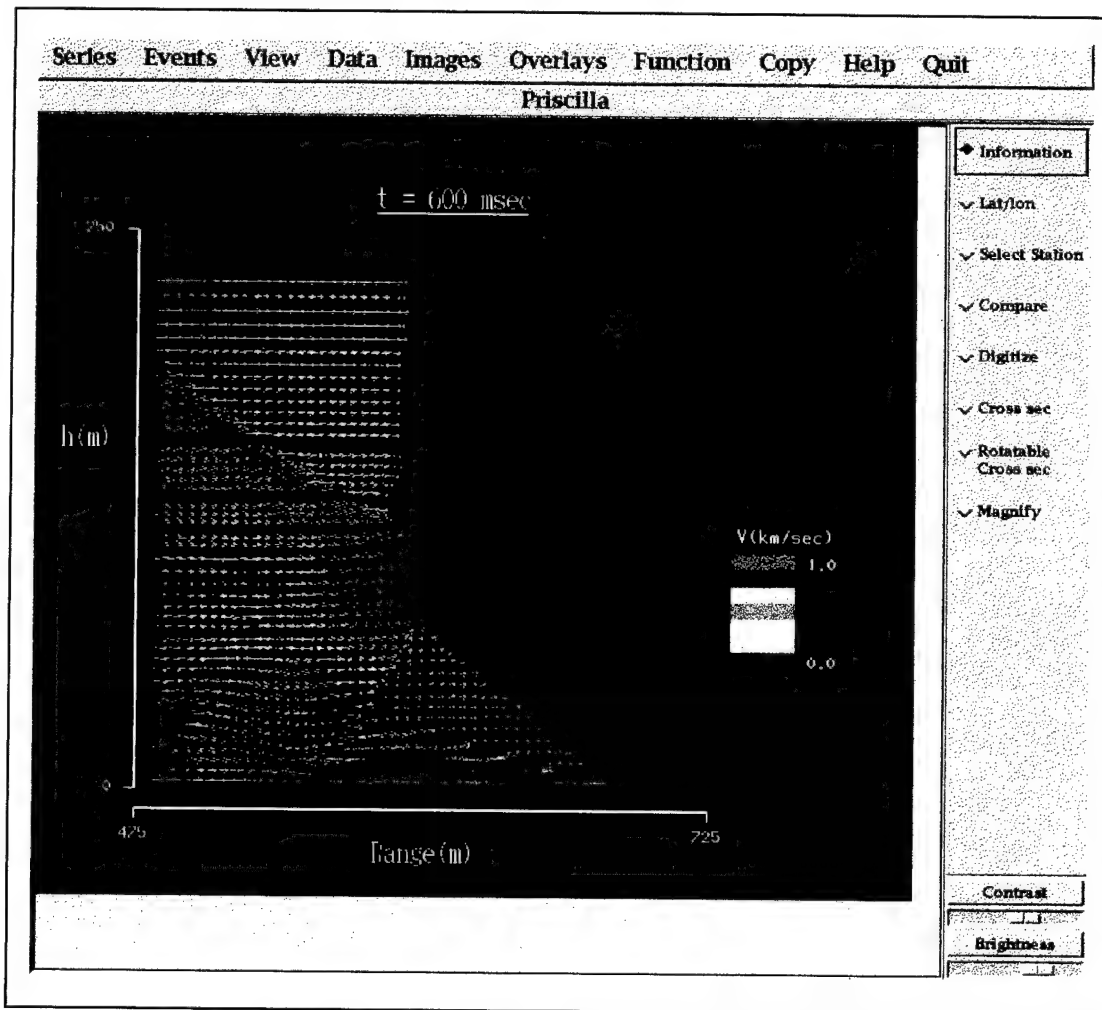 Series Events View Data Images Overlays Function Copy Help Quit
Priscilla
t = 600 msec
250
h(m)
0
475
725
Range(m)
V(km/sec)
1.0
0.0
Information
Lat/lon
Select Station
Compare
Digitize
Cross sec
Rotatable
Cross sec
Magnify
Contrast
Brightness